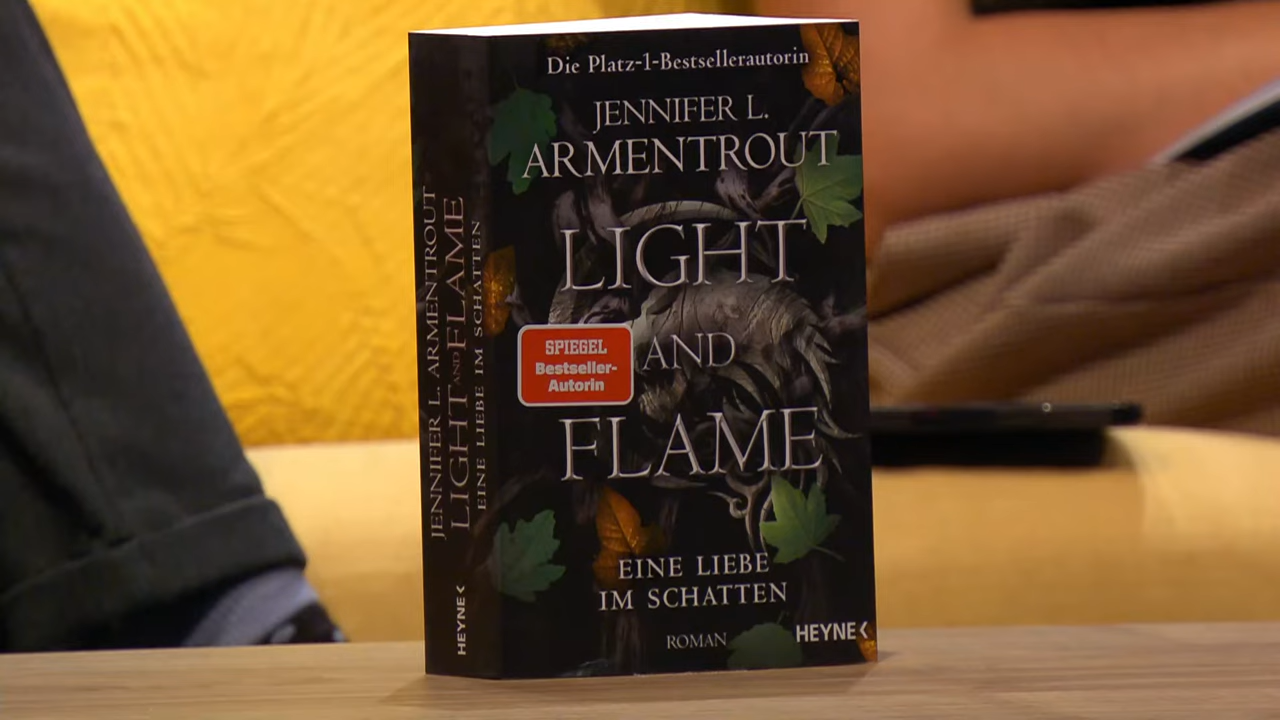 Die Platz-1-Bestsellerautorin
JENNIFER L.
ARMENTROUT
LIGHT
AND
FLAME
SPIEGEL
Bestseller-
Autorin
EINE LIEBE
IM SCHATTEN
ROMAN
HEYNE<
JENNIFER L. ARMENTROUT
LIGHT AND FLAME
EINE LIEBE IM SCHATTEN
HEYNE<